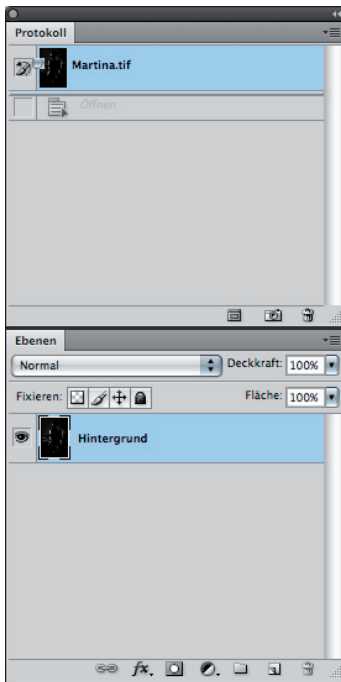 Protokoll
Martina.tif
Öffnen
Ebenen
Normal
Deckkraft: 100%
Fixieren:
Fläche: 100%
Hintergrund
fx.